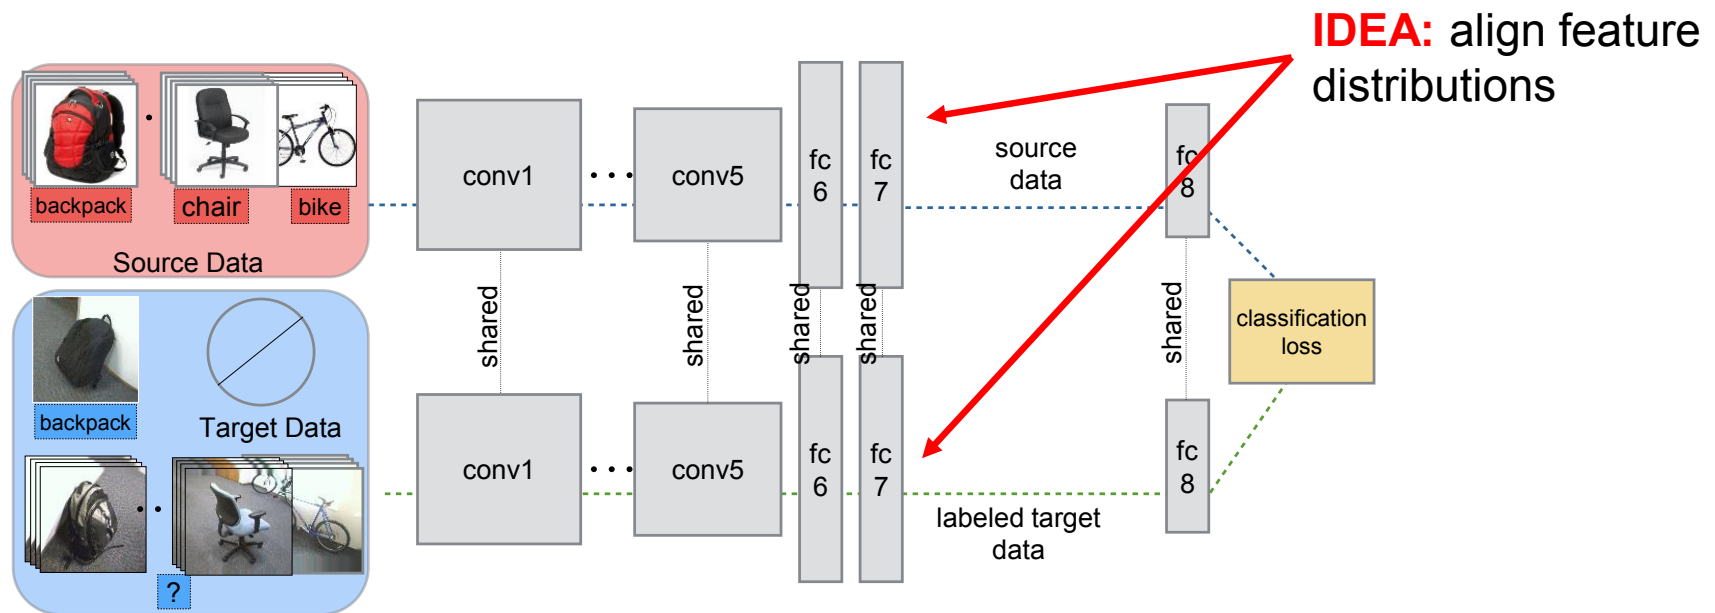 IDEA: align feature
distributions
backpack
chair
bike
Source Data
conv1
conv5
fc
6
fc
7
source
data
fc
8
shared
shared
shared
shared
shared
classification
loss
backpack
Target Data
?
conv1
conv5
fc
6
fc
7
labeled target
data
fc
8